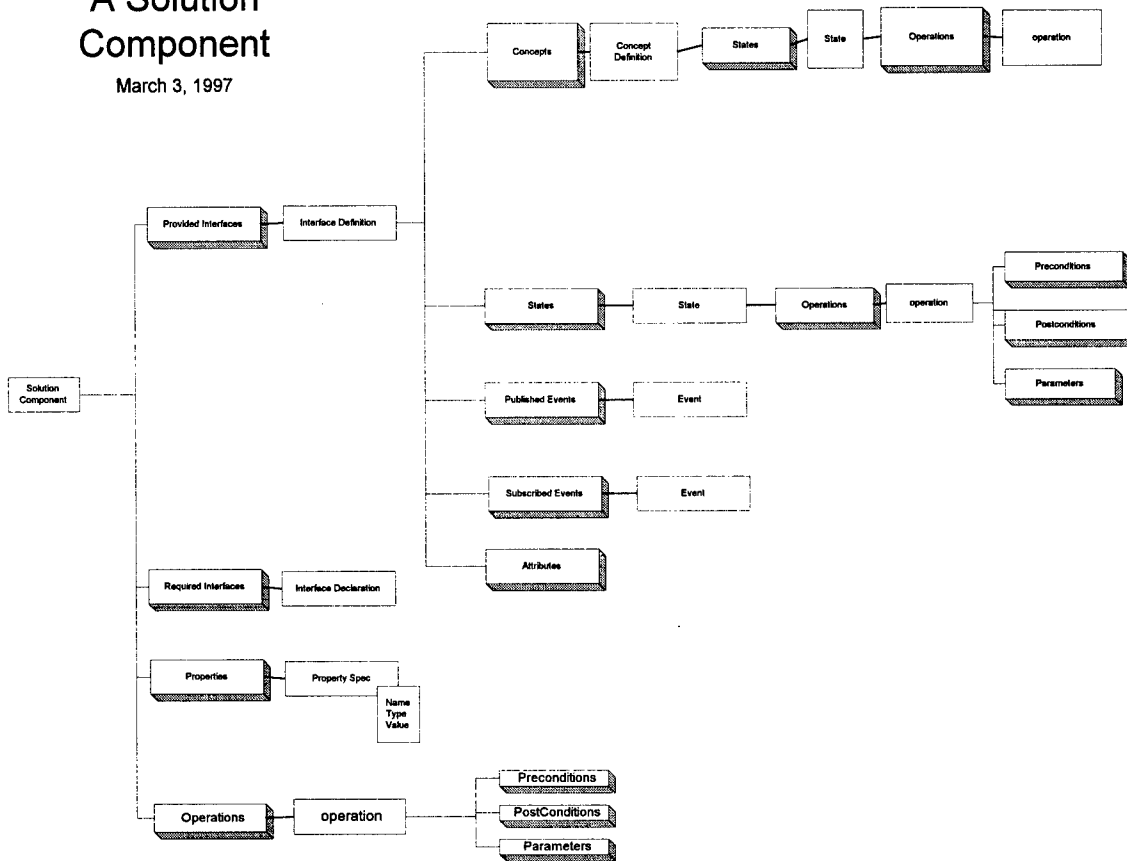 A Solution
Component
March 3, 1997
Concepts
Concept
Definition
States
State
Operations
operation
Provided Interfaces
Interface Definition
Preconditions
States
State
Operations
operation
Postconditions
Parameters
Solution
Component
Published Events
Event
Subscribed Events
Event
Attributes
Required Interfaces
Interface Declaration
Properties
Property Spec
Name
Type
Value
Operations
operation
Preconditions
PostConditions
Parameters